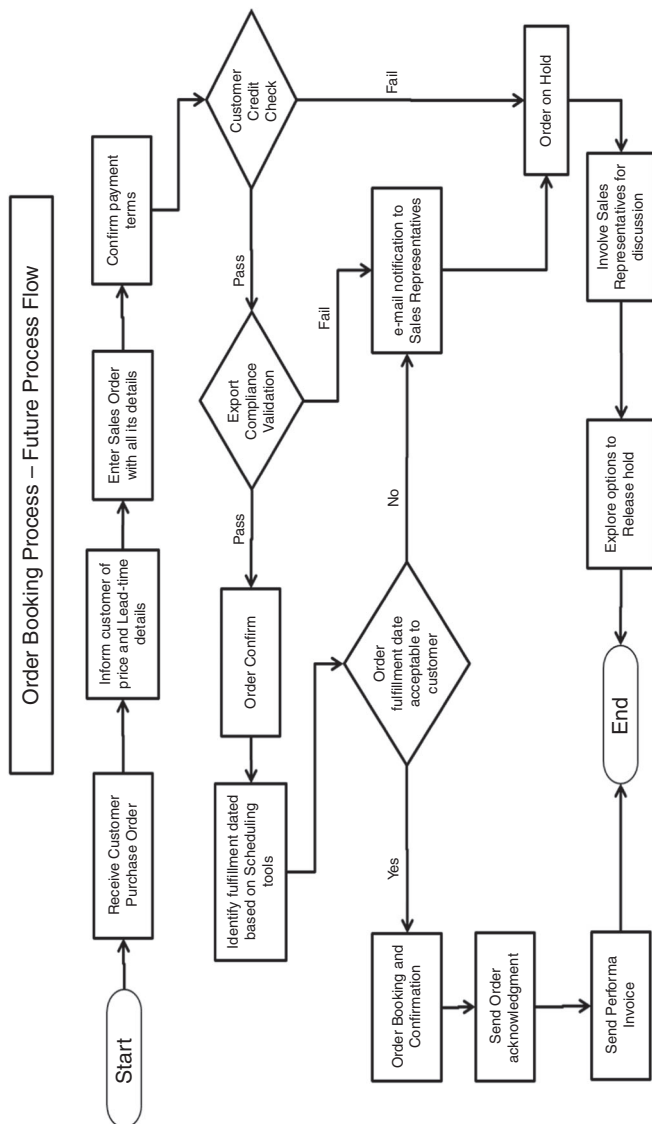 Order Booking Process – Future Process Flow
Start
Receive Customer
Purchase Order
Inform customer of
price and Lead-time
details
Enter Sales Order
with all its details
Confirm payment
terms
Customer
Credit
Check
Pass
Fail
Export
Compliance
Validation
Pass
Fail
Order Confirm
Identify fulfillment dated
based on Scheduling
tools
Order
fulfillment date
acceptable to
customer
Yes
No
e-mail notification to
Sales Representatives
Order on Hold
Order Booking and
Confirmation
Send Order
acknowledgment
Send Performa
Invoice
Involve Sales
Representatives for
discussion
Explore options to
Release hold
End